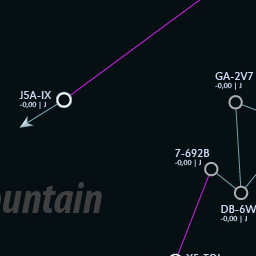 GA-2V7
-0,00 | J
J5A-IX
-0,00 | J
7-692B
-0,00 | J
ountain
DB-6W
-0,00 | J